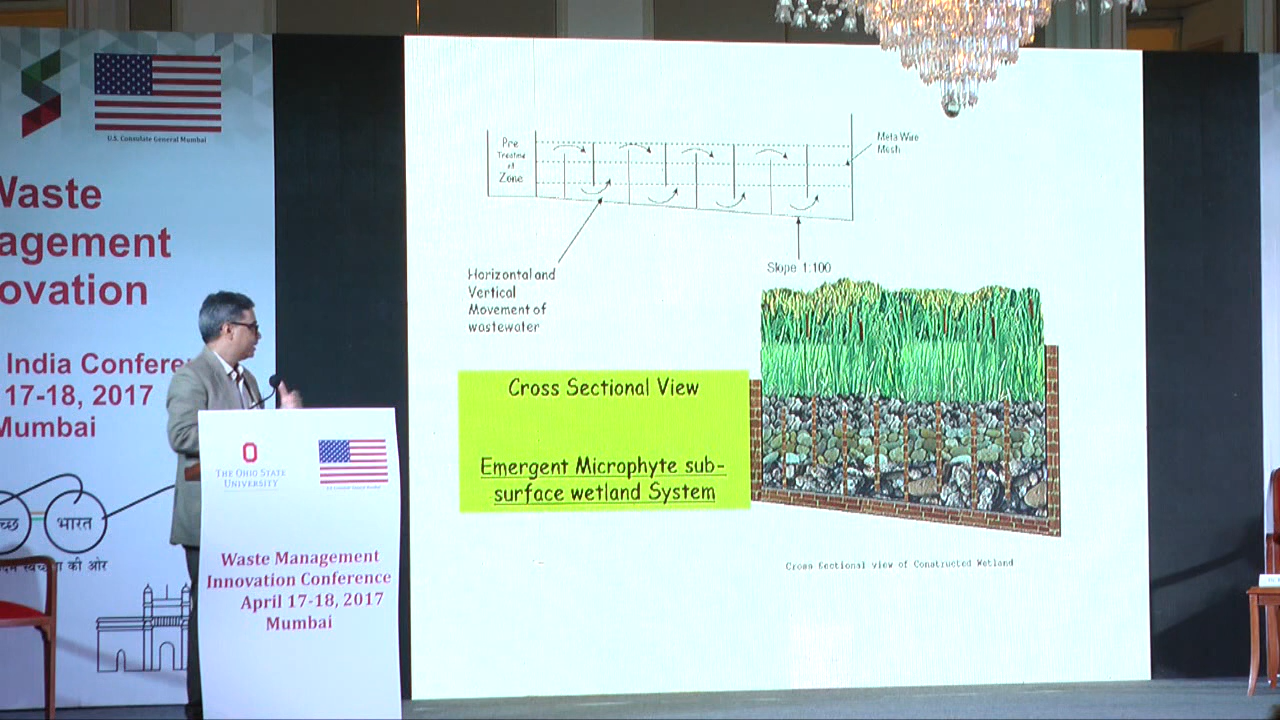 U.S. Consulate General Mumbai
Waste
agement
ovation
India Confere
17-18, 2017
Mumbai
च्छ भारत
की ओर
THE OHIO STATE
UNIVERSITY
Waste Management
Innovation Conference
April 17-18, 2017
Mumbai
Pre
Treatme
nt
Zone
Meta Wire
Mesh
Horizontal and
Vertical
Movement of
wastewater
Slope 1:100
Cross Sectional View
Emergent Microphyte sub-
surface wetland System
Cross Sectional view of Constructed Wetland